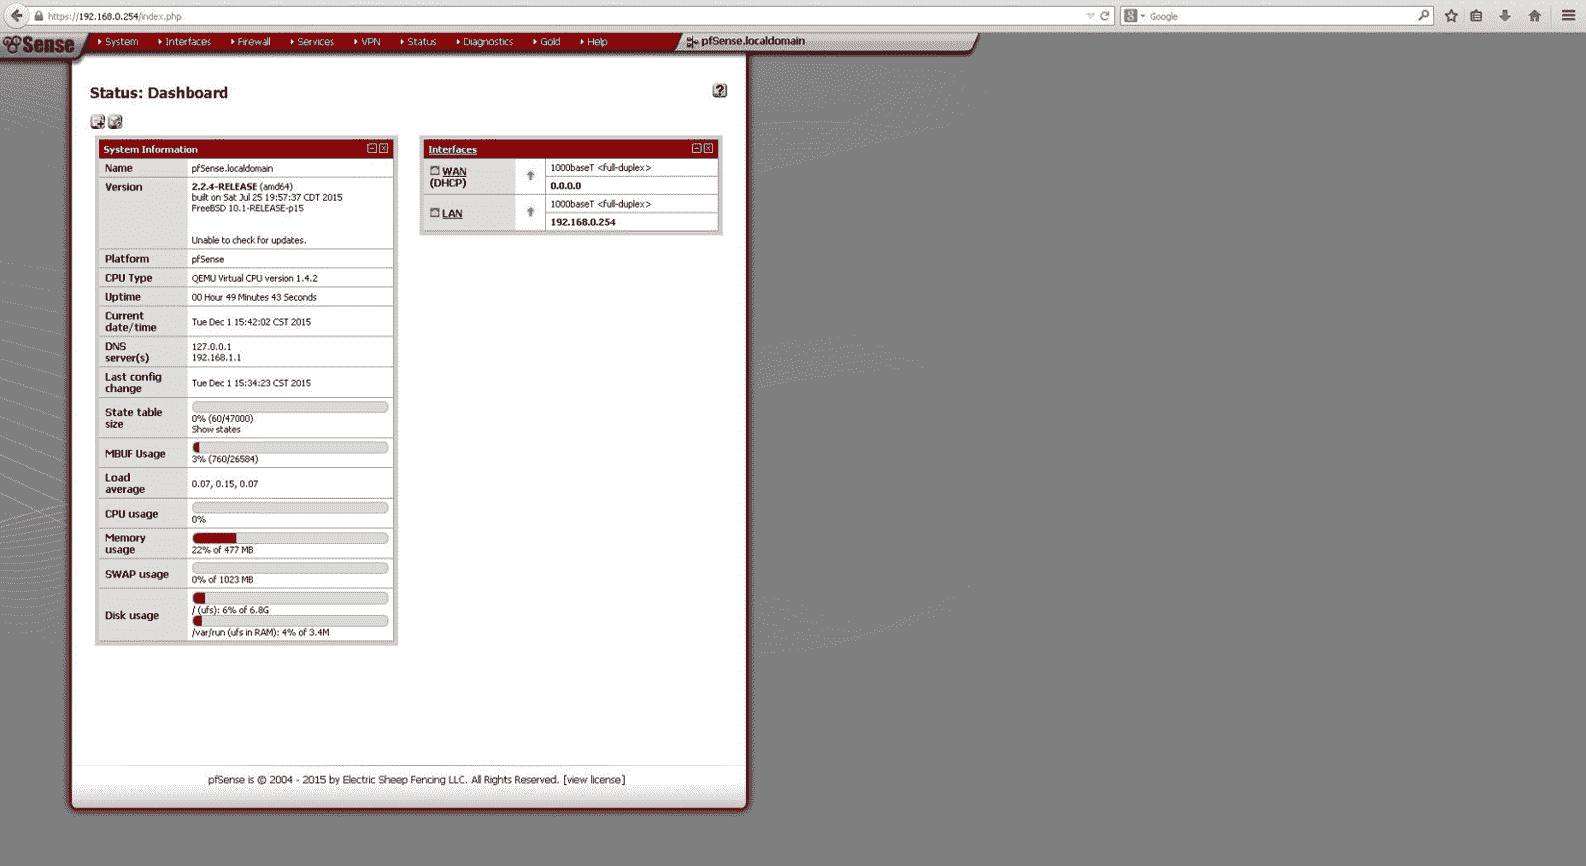 https://192.168.0.254/index.php
Google
Sense
System
Interfaces
Firewall
Services
VPN
Status
Diagnostics
Gold
Help
pfSense.localdomain
Status: Dashboard
System Information
Name
pfSense.localdomain
Version
2.2.4-RELEASE (amd64)
built on Sat Jul 25 19:57:37 CDT 2015
FreeBSD 10.1-RELEASE-p15
Unable to check for updates.
Platform
pfSense
CPU Type
QEMU Virtual CPU version 1.4.2
Uptime
00 Hour 49 Minutes 43 Seconds
Current
date/time
Tue Dec 1 15:42:02 CST 2015
DNS
server(s)
127.0.0.1
192.168.1.1
Last config
change
Tue Dec 1 15:34:23 CST 2015
State table
size
0% (60/47000)
Show states
MBUF Usage
3% (760/26584)
Load
average
0.07, 0.15, 0.07
CPU usage
0%
Memory
usage
22% of 477 MB
SWAP usage
0% of 1023 MB
Disk usage
/ (ufs): 6% of 6.8G
/var/run (ufs in RAM): 4% of 3.4M
Interfaces
WAN
(DHCP)
1000baseT <full-duplex>
0.0.0.0
LAN
1000baseT <full-duplex>
192.168.0.254
pfSense is © 2004 - 2015 by Electric Sheep Fencing LLC. All Rights Reserved. [view license]